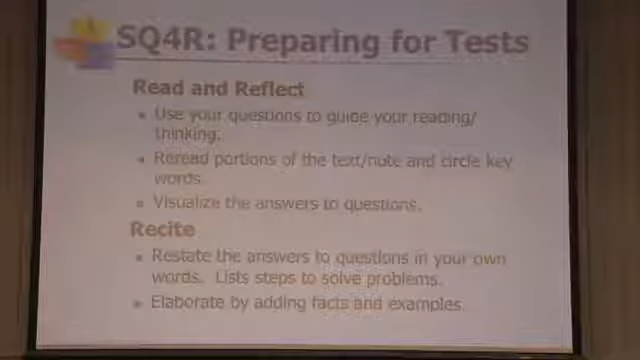 SQ4R: Preparing for Tests
Read and Reflect
Use your questions to guide your reading/
thinking.
Reread portions of the text/note and circle key
words.
Visualize the answers to questions.
Recite
Restate the answers to questions in your own
words. Lists steps to solve problems.
Elaborate by adding facts and examples.